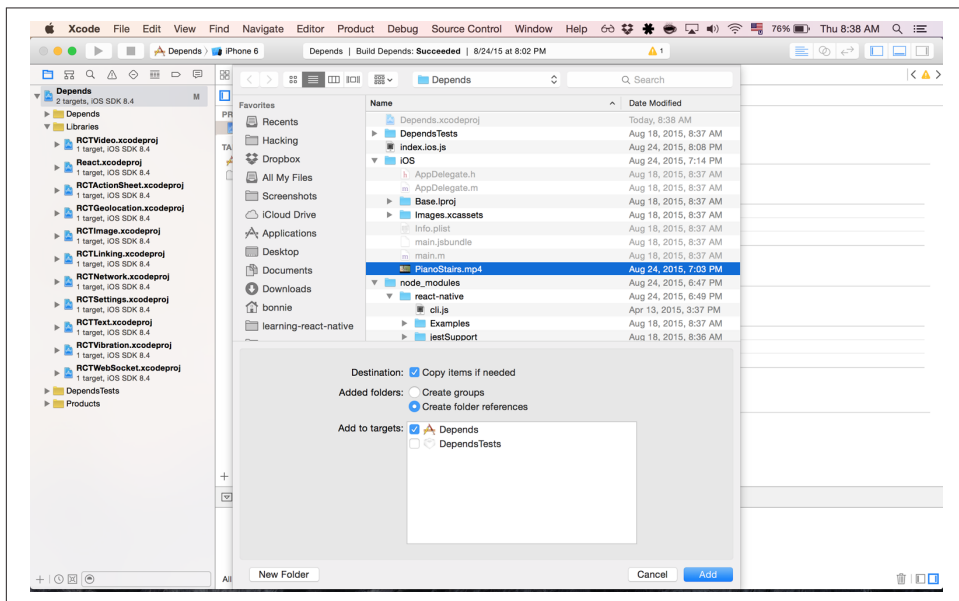 Xcode File Edit View Find Navigate Editor Product Debug Source Control Window Help 76% Thu 8:38 AM
Depends iPhone 6 Depends | Build Depends: Succeeded | 8/24/15 at 8:02 PM 1
Depends
2 targets, iOS SDK 8.4 M
Depends
Libraries
RCTVideo.xcodeproj
1 target, iOS SDK 8.4
React.xcodeproj
1 target, iOS SDK 8.4
RCTActionSheet.xcodeproj
1 target, iOS SDK 8.4
RCTGeolocation.xcodeproj
1 target, iOS SDK 8.4
RCTImage.xcodeproj
1 target, iOS SDK 8.4
RCTLinking.xcodeproj
1 target, iOS SDK 8.4
RCTNetwork.xcodeproj
1 target, iOS SDK 8.4
RCTSettings.xcodeproj
1 target, iOS SDK 8.4
RCTText.xcodeproj
1 target, iOS SDK 8.4
RCTVibration.xcodeproj
1 target, iOS SDK 8.4
RCTWebSocket.xcodeproj
1 target, iOS SDK 8.4
DependsTests
Products
PR
TA
All
Depends Search
Favorites
Recents
Hacking
Dropbox
All My Files
Screenshots
iCloud Drive
Applications
Desktop
Documents
Downloads
bonnie
learning-react-native
Name Date Modified
Depends.xcodeproj Today, 8:38 AM
DependsTests Aug 18, 2015, 8:37 AM
index.ios.js Aug 24, 2015, 8:08 PM
iOS Aug 24, 2015, 7:14 PM
AppDelegate.h Aug 18, 2015, 8:37 AM
AppDelegate.m Aug 18, 2015, 8:37 AM
Base.lproj Aug 18, 2015, 8:37 AM
Images.xcassets Aug 18, 2015, 8:37 AM
Info.plist Aug 18, 2015, 8:37 AM
main.jsbundle Aug 18, 2015, 8:37 AM
main.m Aug 18, 2015, 8:37 AM
PianoStairs.mp4 Aug 24, 2015, 7:03 PM
node_modules Aug 24, 2015, 6:47 PM
react-native Aug 24, 2015, 6:49 PM
cli.js Apr 13, 2015, 3:37 PM
Examples Aug 18, 2015, 8:37 AM
jestSupport Aug 18, 2015, 8:36 AM
Destination: Copy items if needed
Added folders: Create groups
Create folder references
Add to targets: Depends
DependsTests
New Folder Cancel Add